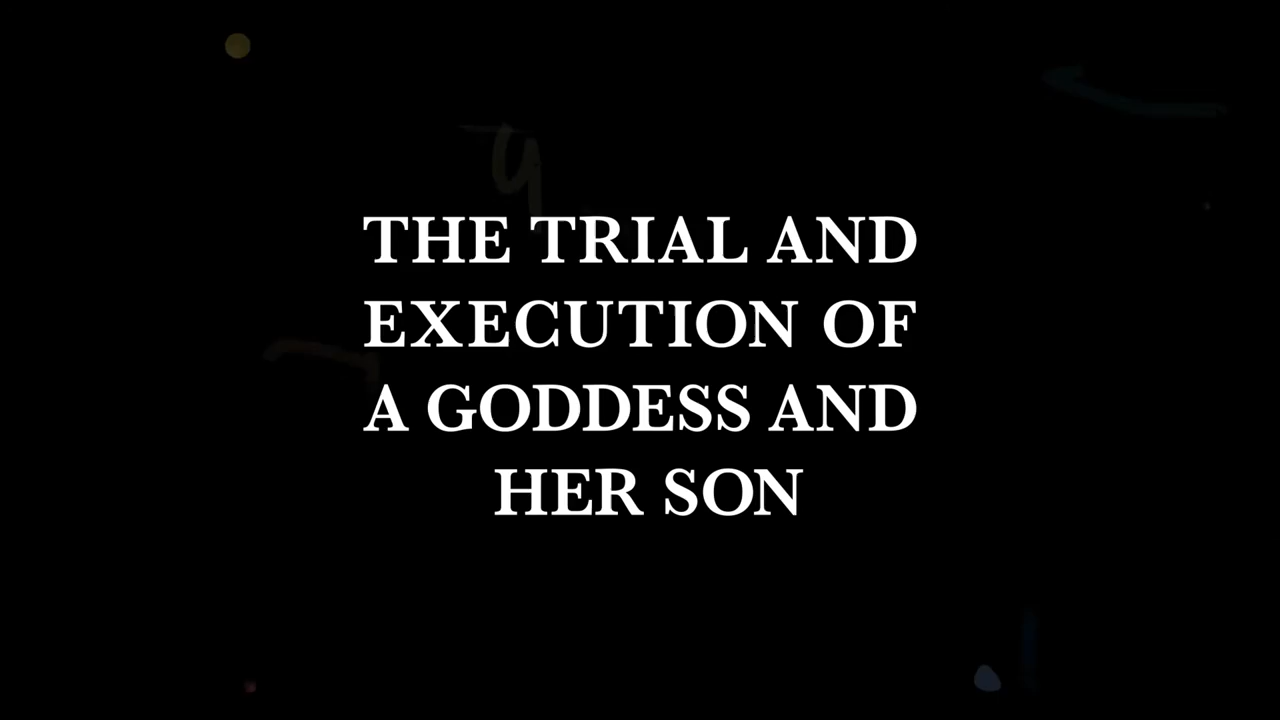 THE TRIAL AND
EXECUTION OF
A GODDESS AND
HER SON